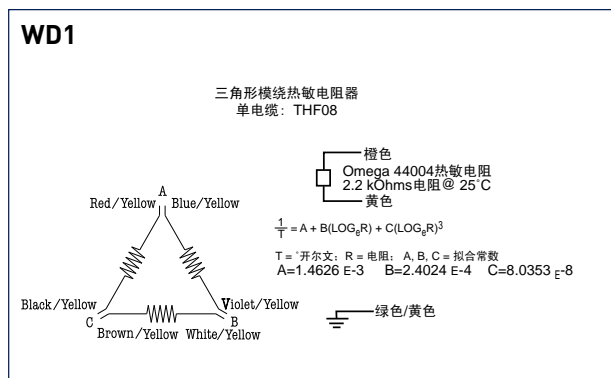 WD1
三角形模绕热敏电阻器
单电缆：THF08
橙色
Omega 44004热敏电阻
2.2 kOhms电阻@ 25°C
黄色
A
Red/Yellow Blue/Yellow
1/T = A + B(LOGeR) + C(LOGeR)3
T = °开尔文；R = 电阻； A, B, C = 拟合常数
A=1.4626 E-3 B=2.4024 E-4 C=8.0353 E-8
Black/Yellow Violet/Yellow
C B
Brown/Yellow White/Yellow
绿色/黄色